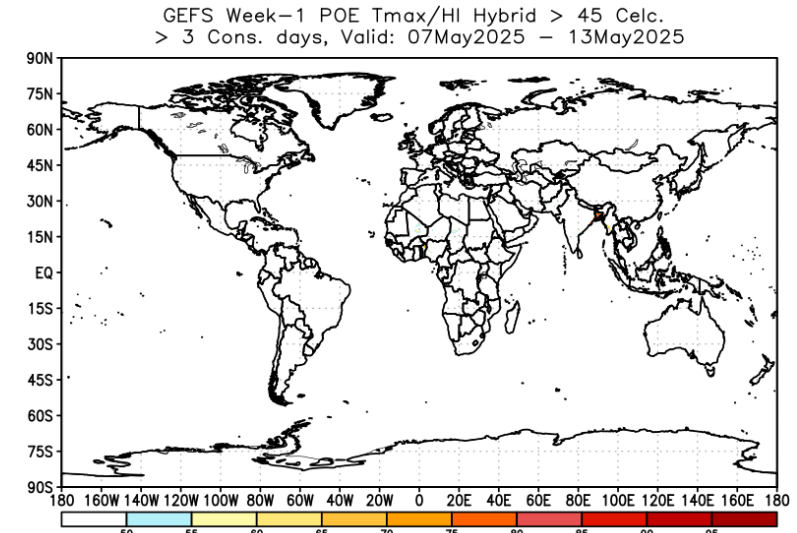 GEFS Week-1 POE Tmax/HI Hybrid > 45 Celc.
> 3 Cons. days, Valid: 07May2025 - 13May2025
90N
75N
60N
45N
30N
15N
EQ
15S
30S
45S
60S
75S
90S
180 160W 140W 120W 100W 80W 60W 40W 20W 0 20E 40E 60E 80E 100E 120E 140E 160E 180